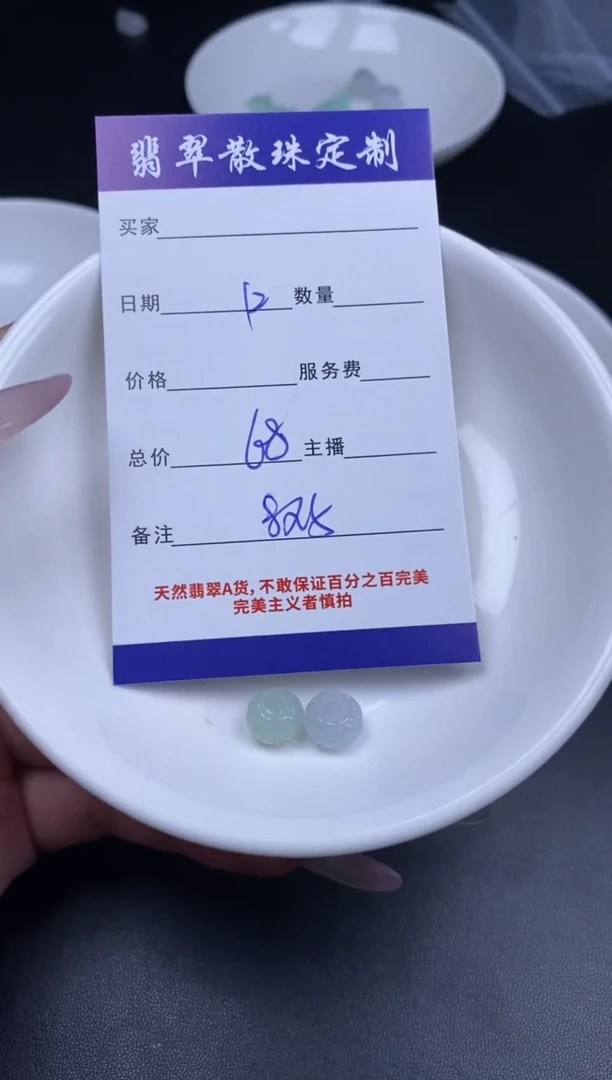 翡翠散珠定制
买家
日期 12 数量
价格 服务费
总价 68 主播
备注 825
天然翡翠A货,不敢保证百分之百完美
完美主义者慎拍